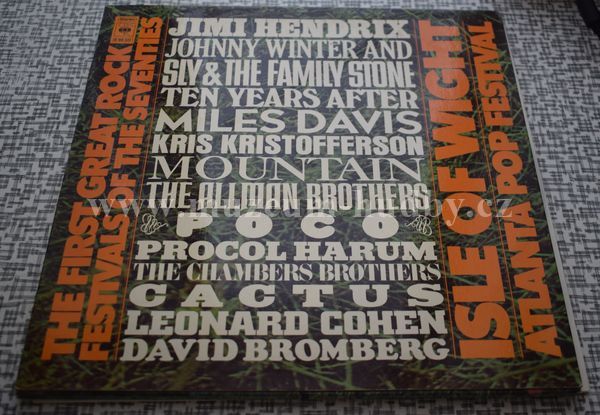 THE FIRST GREAT ROCK
FESTIVALS OF THE SEVENTIES
JIMI HENDRIX
JOHNNY WINTER AND
SLY & THE FAMILY STONE
TEN YEARS AFTER
MILES DAVIS
KRIS KRISTOFFERSON
MOUNTAIN
THE ALLMAN BROTHERS
POCO
PROCOL HARUM
THE CHAMBERS BROTHERS
CACTUS
LEONARD COHEN
DAVID BROMBERG
ISLE OF WIGHT
ATLANTA POP FESTIVAL
CBS